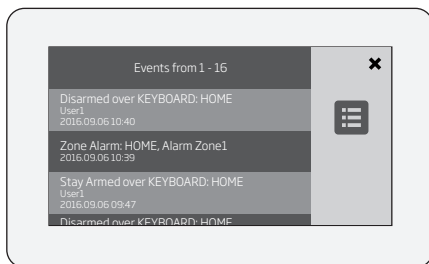 Events from 1 - 16
Disarmed over KEYBOARD: HOME
User1
2016.09.06 10:40
Zone Alarm: HOME, Alarm Zone1
2016.09.06 10:39
Stay Armed over KEYBOARD: HOME
User1
2016.09.06 09:47
Disarmed over KEYBOARD: HOME